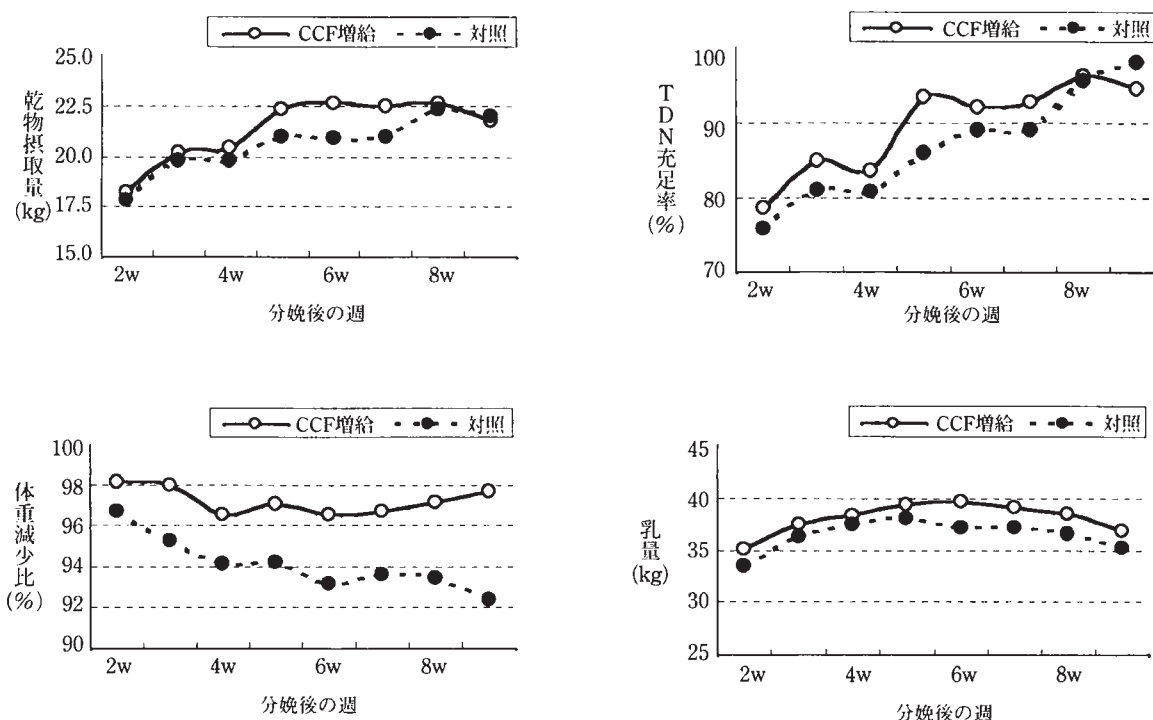 CCF増給 対照
25.0
22.5
20.0
17.5
15.0
乾物摂取量
(kg)
2w 4w 6w 8w
分娩後の週
CCF増給 対照
100
90
80
70
TDN充足率
(%)
2w 4w 6w 8w
分娩後の週
CCF増給 対照
100
98
96
94
92
90
体重減少比
(%)
2w 4w 6w 8w
分娩後の週
CCF増給 対照
45
40
35
30
25
乳量
(kg)
2w 4w 6w 8w
分娩後の週